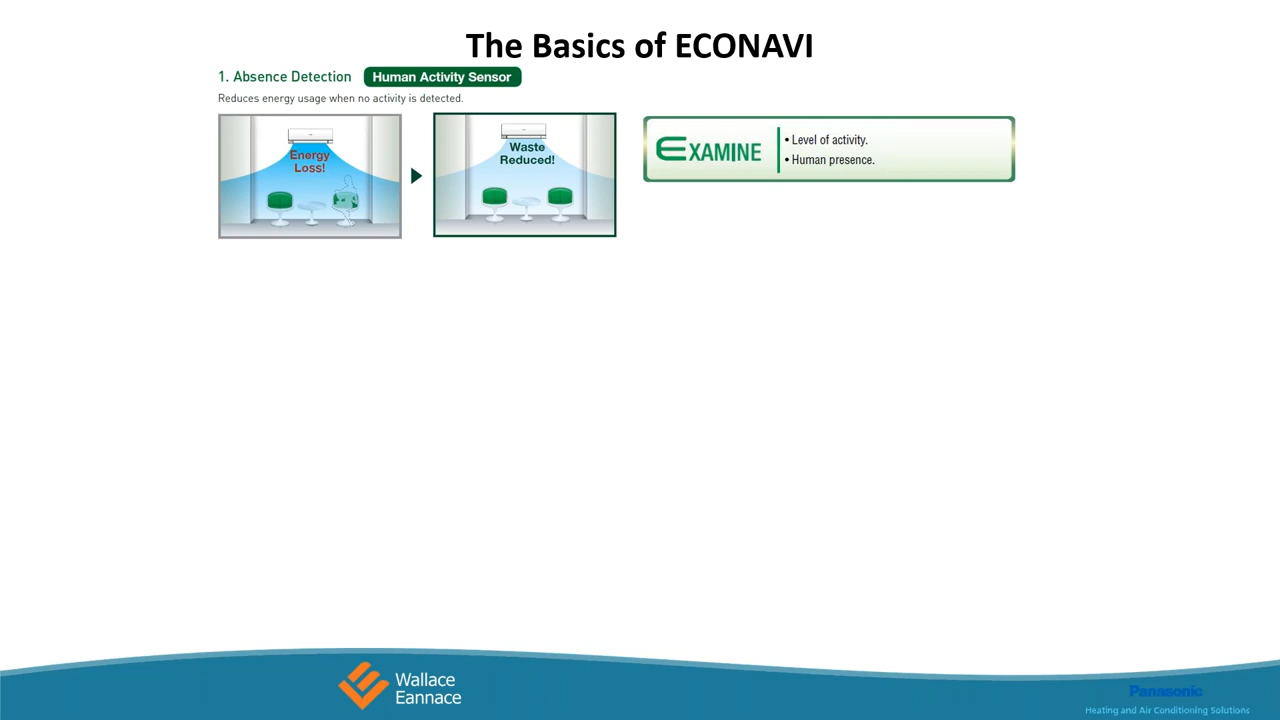 The Basics of ECONAVI
1. Absence Detection Human Activity Sensor
Reduces energy usage when no activity is detected.
Energy
Loss!
Waste
Reduced!
EXAMINE
• Level of activity.
• Human presence.
Wallace
Eannace
Panasonic
Heating and Air Conditioning Solutions